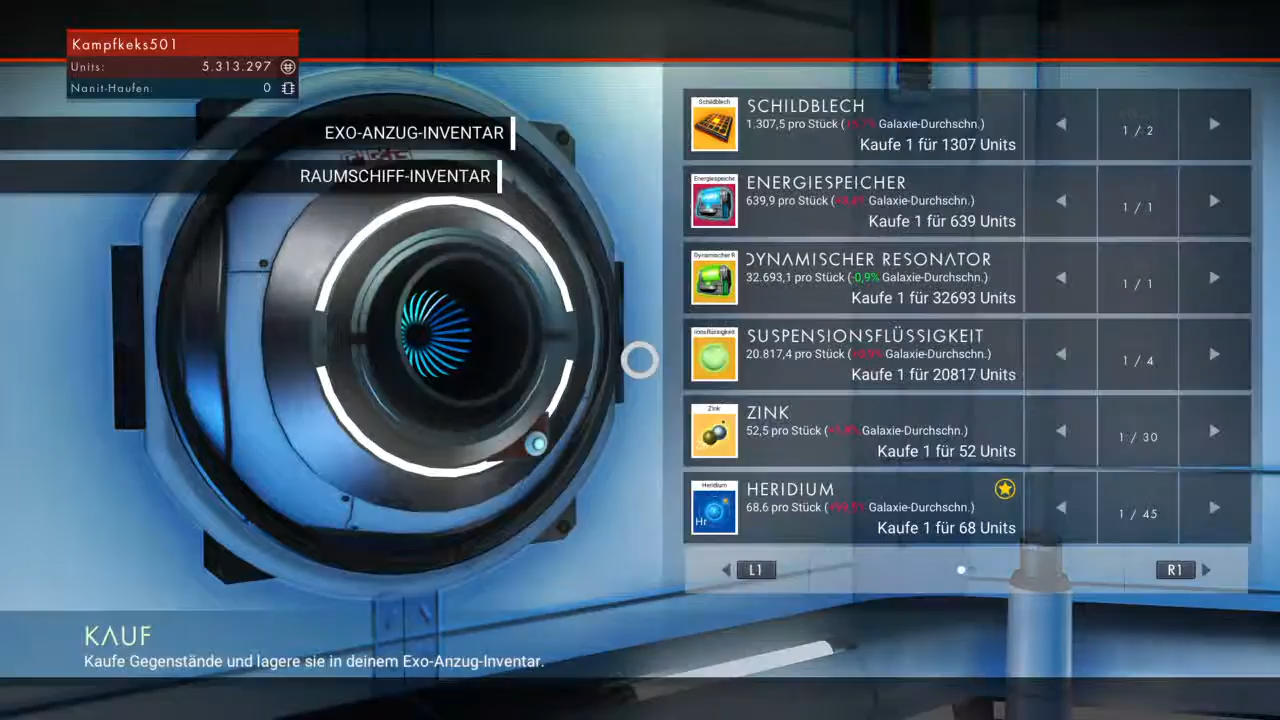 Kampfkeks501
Units: 5.313.297
Nanit-Haufen: 0
EXO-ANZUG-INVENTAR
RAUMSCHIFF-INVENTAR
Schildblech
SCHILDBLECH
1.307,5 pro Stück ( Galaxie-Durchschn.)
Kaufe 1 für 1307 Units
1 / 2
Energiespeiche
ENERGIESPEICHER
639,9 pro Stück ( Galaxie-Durchschn.)
Kaufe 1 für 639 Units
1 / 1
Dynamischer R
DYNAMISCHER RESONATOR
32.693,1 pro Stück (-0,9% Galaxie-Durchschn.)
Kaufe 1 für 32693 Units
1 / 1
SUSPENSIONSFLÜSSIGKEIT
20.817,4 pro Stück ( Galaxie-Durchschn.)
Kaufe 1 für 20817 Units
1 / 4
Zink
ZINK
52,5 pro Stück ( Galaxie-Durchschn.)
Kaufe 1 für 52 Units
1 / 30
Heridium
Hr
HERIDIUM
68,6 pro Stück ( Galaxie-Durchschn.)
Kaufe 1 für 68 Units
1 / 45
L1
R1
KAUF
Kaufe Gegenstände und lagere sie in deinem Exo-Anzug-Inventar.